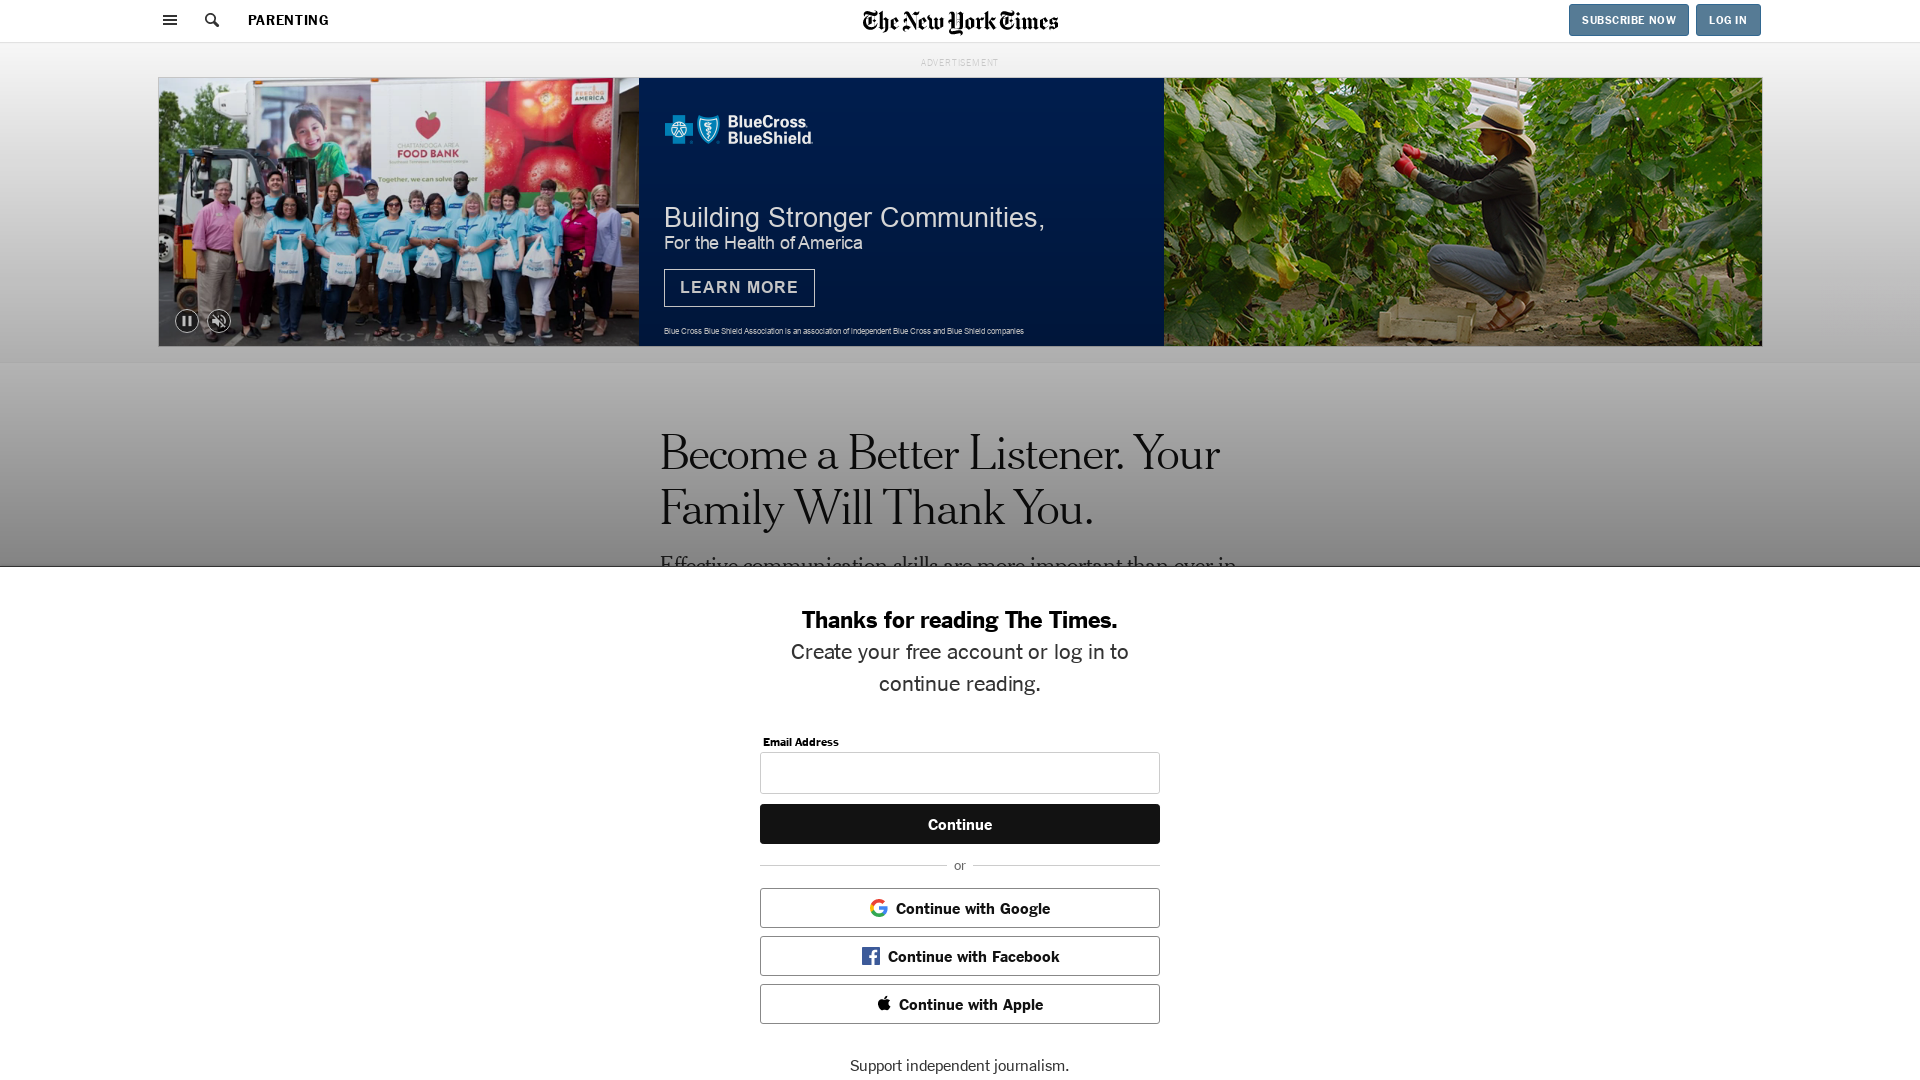 PARENTING
The New York Times
SUBSCRIBE NOW
LOG IN
ADVERTISEMENT
FEEDING
AMERICA
CHATTANOOGA AREA
FOOD BANK
Together, we can solve hunger
BlueCross
BlueShield
Building Stronger Communities,
For the Health of America
LEARN MORE
Blue Cross Blue Shield Association is an association of independent Blue Cross and Blue Shield companies
Become a Better Listener. Your
Family Will Thank You.
Effective communication skills are more important than ever in
Thanks for reading The Times.
Create your free account or log in to
continue reading.
Email Address
Continue
or
Continue with Google
Continue with Facebook
Continue with Apple
Support independent journalism.